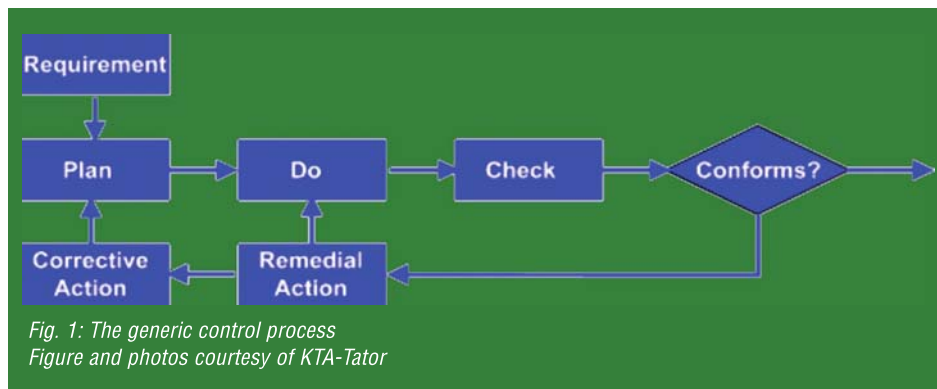 Requirement
Plan
Do
Check
Conforms?
Corrective
Action
Remedial
Action
Fig. 1: The generic control process
Figure and photos courtesy of KTA-Tator